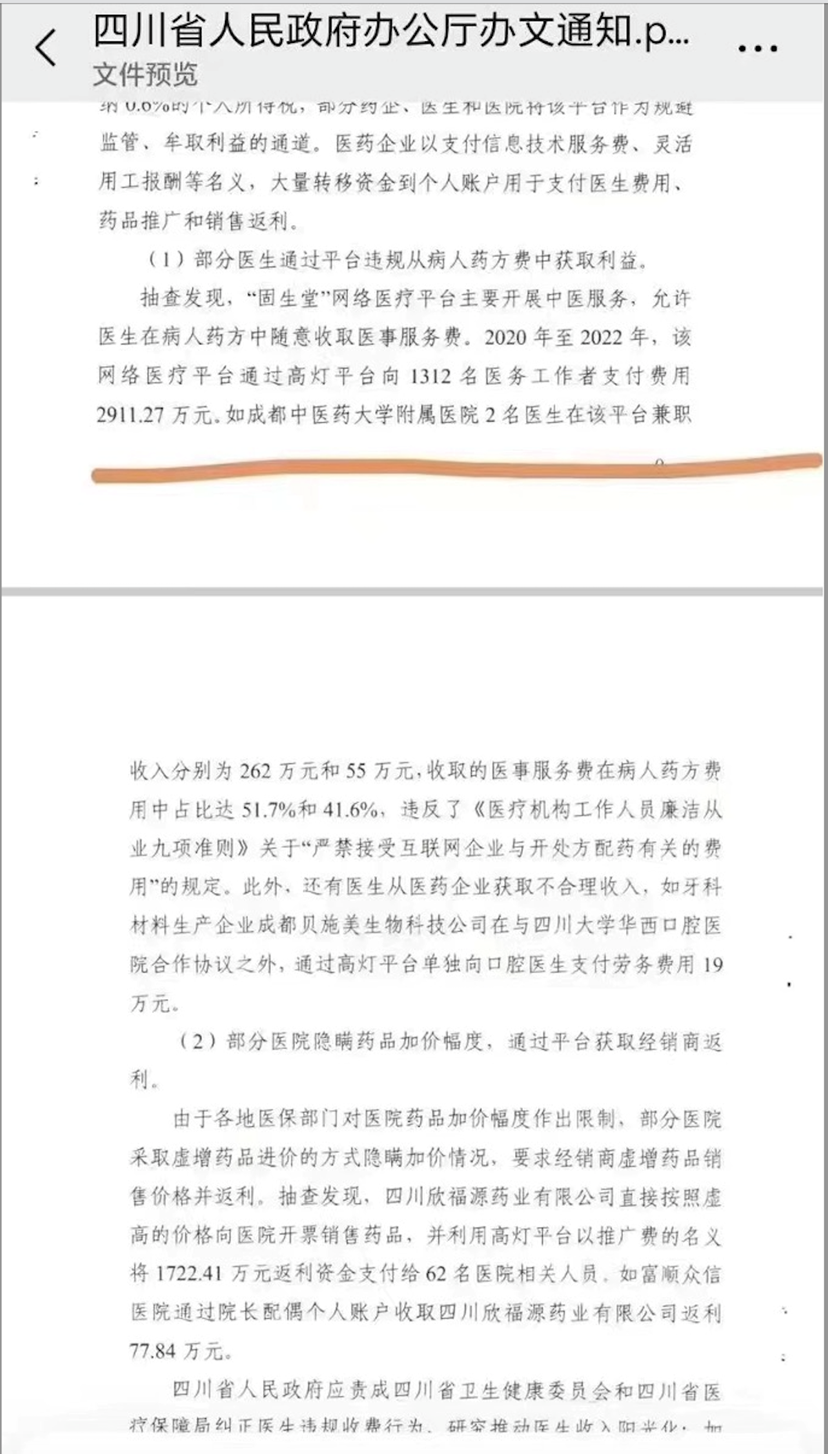 四川省人民政府办公厅办文通知.p...
文件预览
纳 0.6%的个人所得税，部分药企、医生和医院将该平台作为规避
监管、牟取利益的通道。医药企业以支付信息技术服务费、灵活
用工报酬等名义，大量转移资金到个人账户用于支付医生费用、
药品推广和销售返利。
（1）部分医生通过平台违规从病人药方费中获取利益。
抽查发现，“固生堂”网络医疗平台主要开展中医服务，允许
医生在病人药方中随意收取医事服务费。2020 年至 2022 年，该
网络医疗平台通过高灯平台向 1312 名医务工作者支付费用
2911.27 万元。如成都中医药大学附属医院 2 名医生在该平台兼职
收入分别为 262 万元和 55 万元，收取的医事服务费在病人药方费
用中占比达 51.7%和 41.6%，违反了《医疗机构工作人员廉洁从
业九项准则》关于“严禁接受互联网企业与开处方配药有关的费
用”的规定。此外，还有医生从医药企业获取不合理收入，如牙科
材料生产企业成都贝施美生物科技公司在与四川大学华西口腔医
院合作协议之外，通过高灯平台单独向口腔医生支付劳务费用 19
万元。
（2）部分医院隐瞒药品加价幅度，通过平台获取经销商返
利。
由于各地医保部门对医院药品加价幅度作出限制，部分医院
采取虚增药品进价的方式隐瞒加价情况，要求经销商虚增药品销
售价格并返利。抽查发现，四川欣福源药业有限公司直接按照虚
高的价格向医院开票销售药品，并利用高灯平台以推广费的名义
将 1722.41 万元返利资金支付给 62 名医院相关人员。如富顺众信
医院通过院长配偶个人账户收取四川欣福源药业有限公司返利
77.84 万元。
四川省人民政府应责成四川省卫生健康委员会和四川省医
疗保障局纠正医生违规收费行为，研究推动医生收入阳光化；加